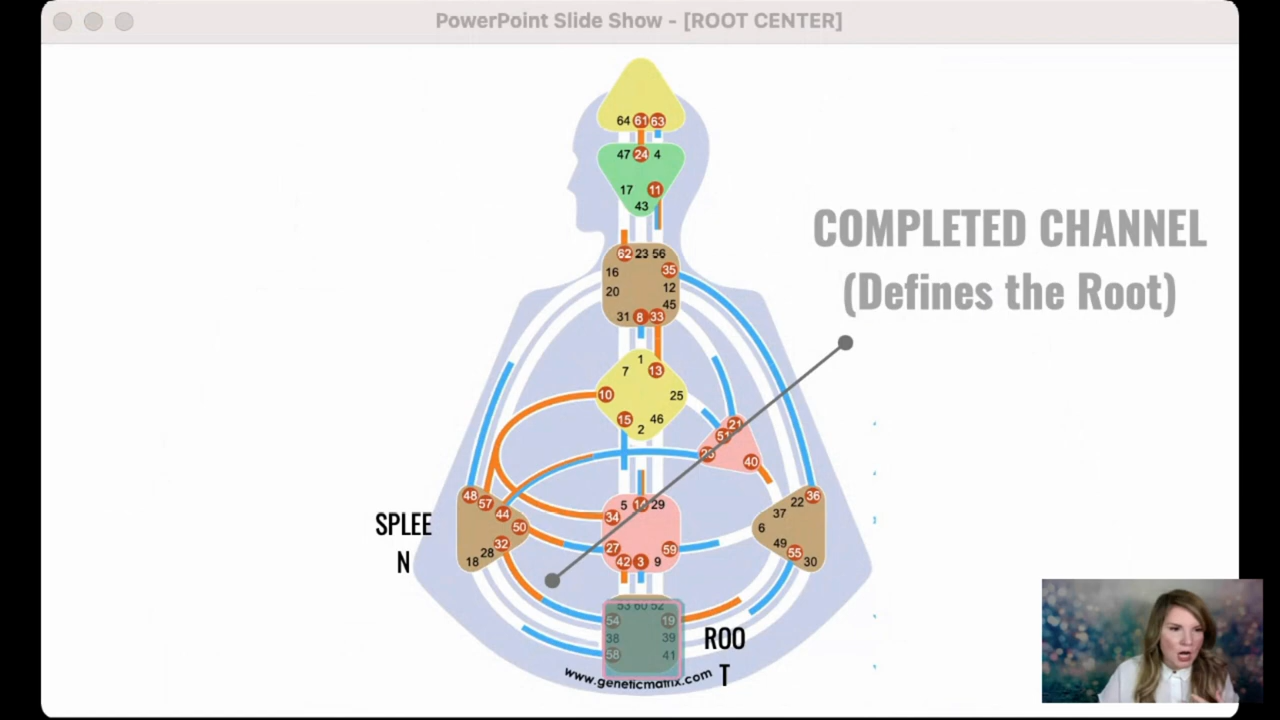 PowerPoint Slide Show - [ROOT CENTER]
64 61 63
47 24 4
17 11
43
COMPLETED CHANNEL
(Defines the Root)
62 23 56
16 35
20 12
45
31 8 33
1
7 13
10 25
15 46
2
21
51
26
40
SPLEE
N
48
57
44
50
32
28
18
5 14 29
34
27 59
42 3 9
36
22
37
6
49
55
30
53 60 52
54 19
38 39
58 41
ROO
T
www.geneticmatrix.com